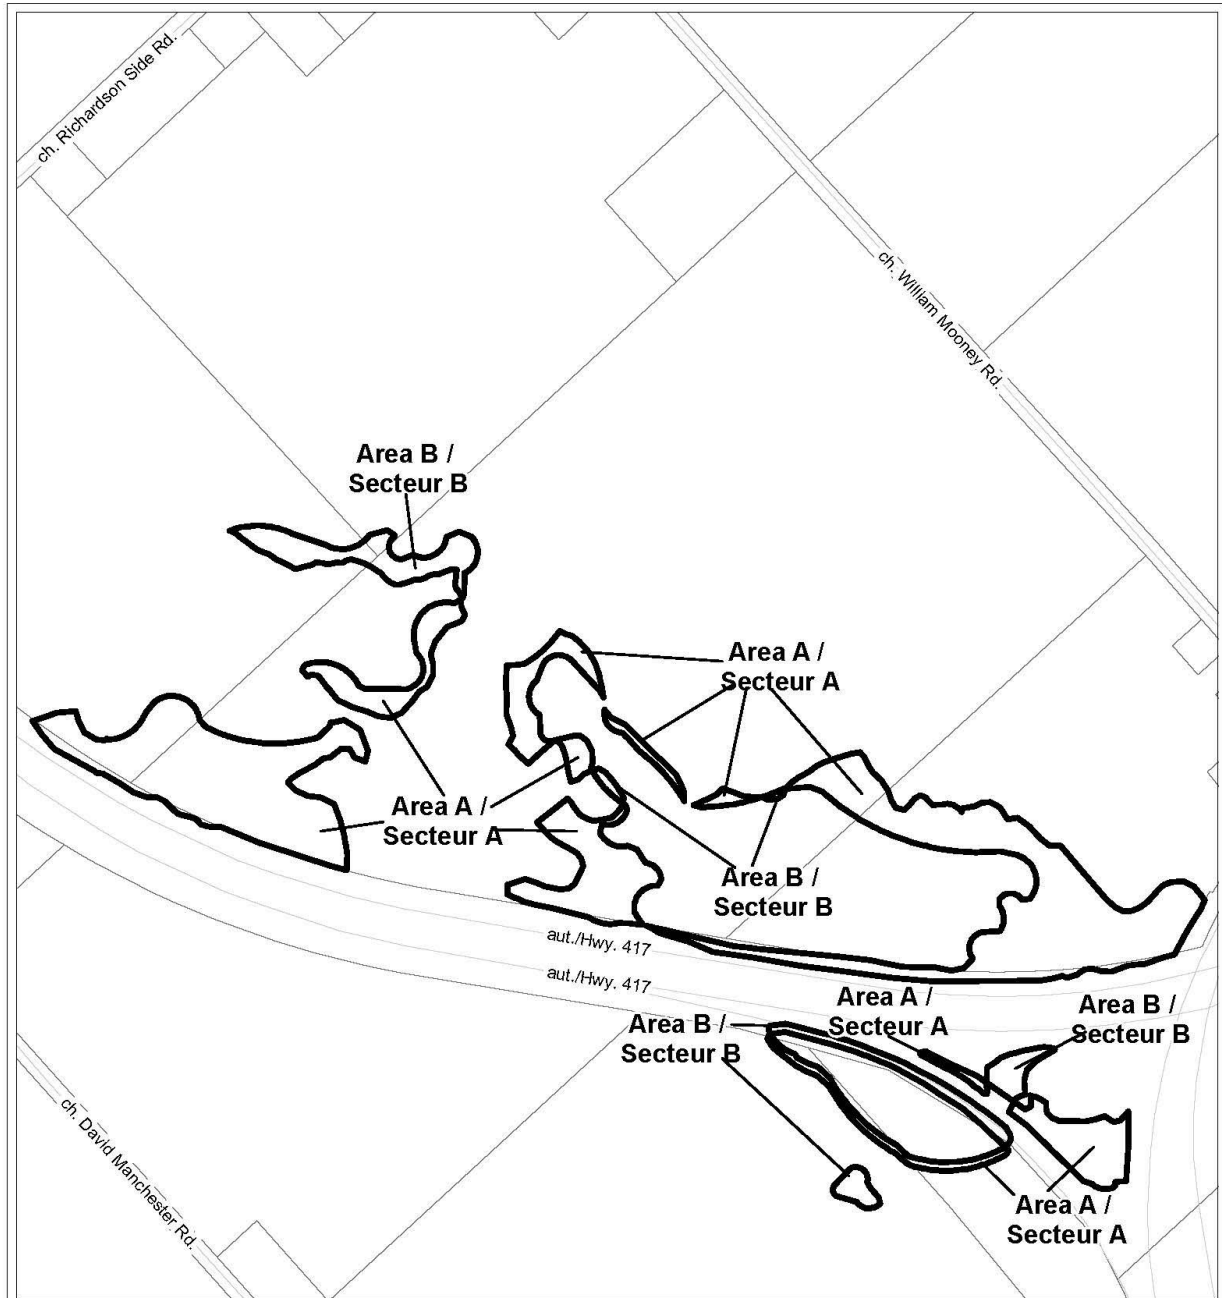 ch. Richardson Side Rd.
ch. William Mooney Rd.
Area B /
Secteur B
Area A /
Secteur A
Area A /
Secteur A
Area B /
Secteur B
aut./Hwy. 417
aut./Hwy. 417
Area A /
Secteur A
Area B /
Secteur B
Area B /
Secteur B
ch. David Manchester Rd.
Area A /
Secteur A